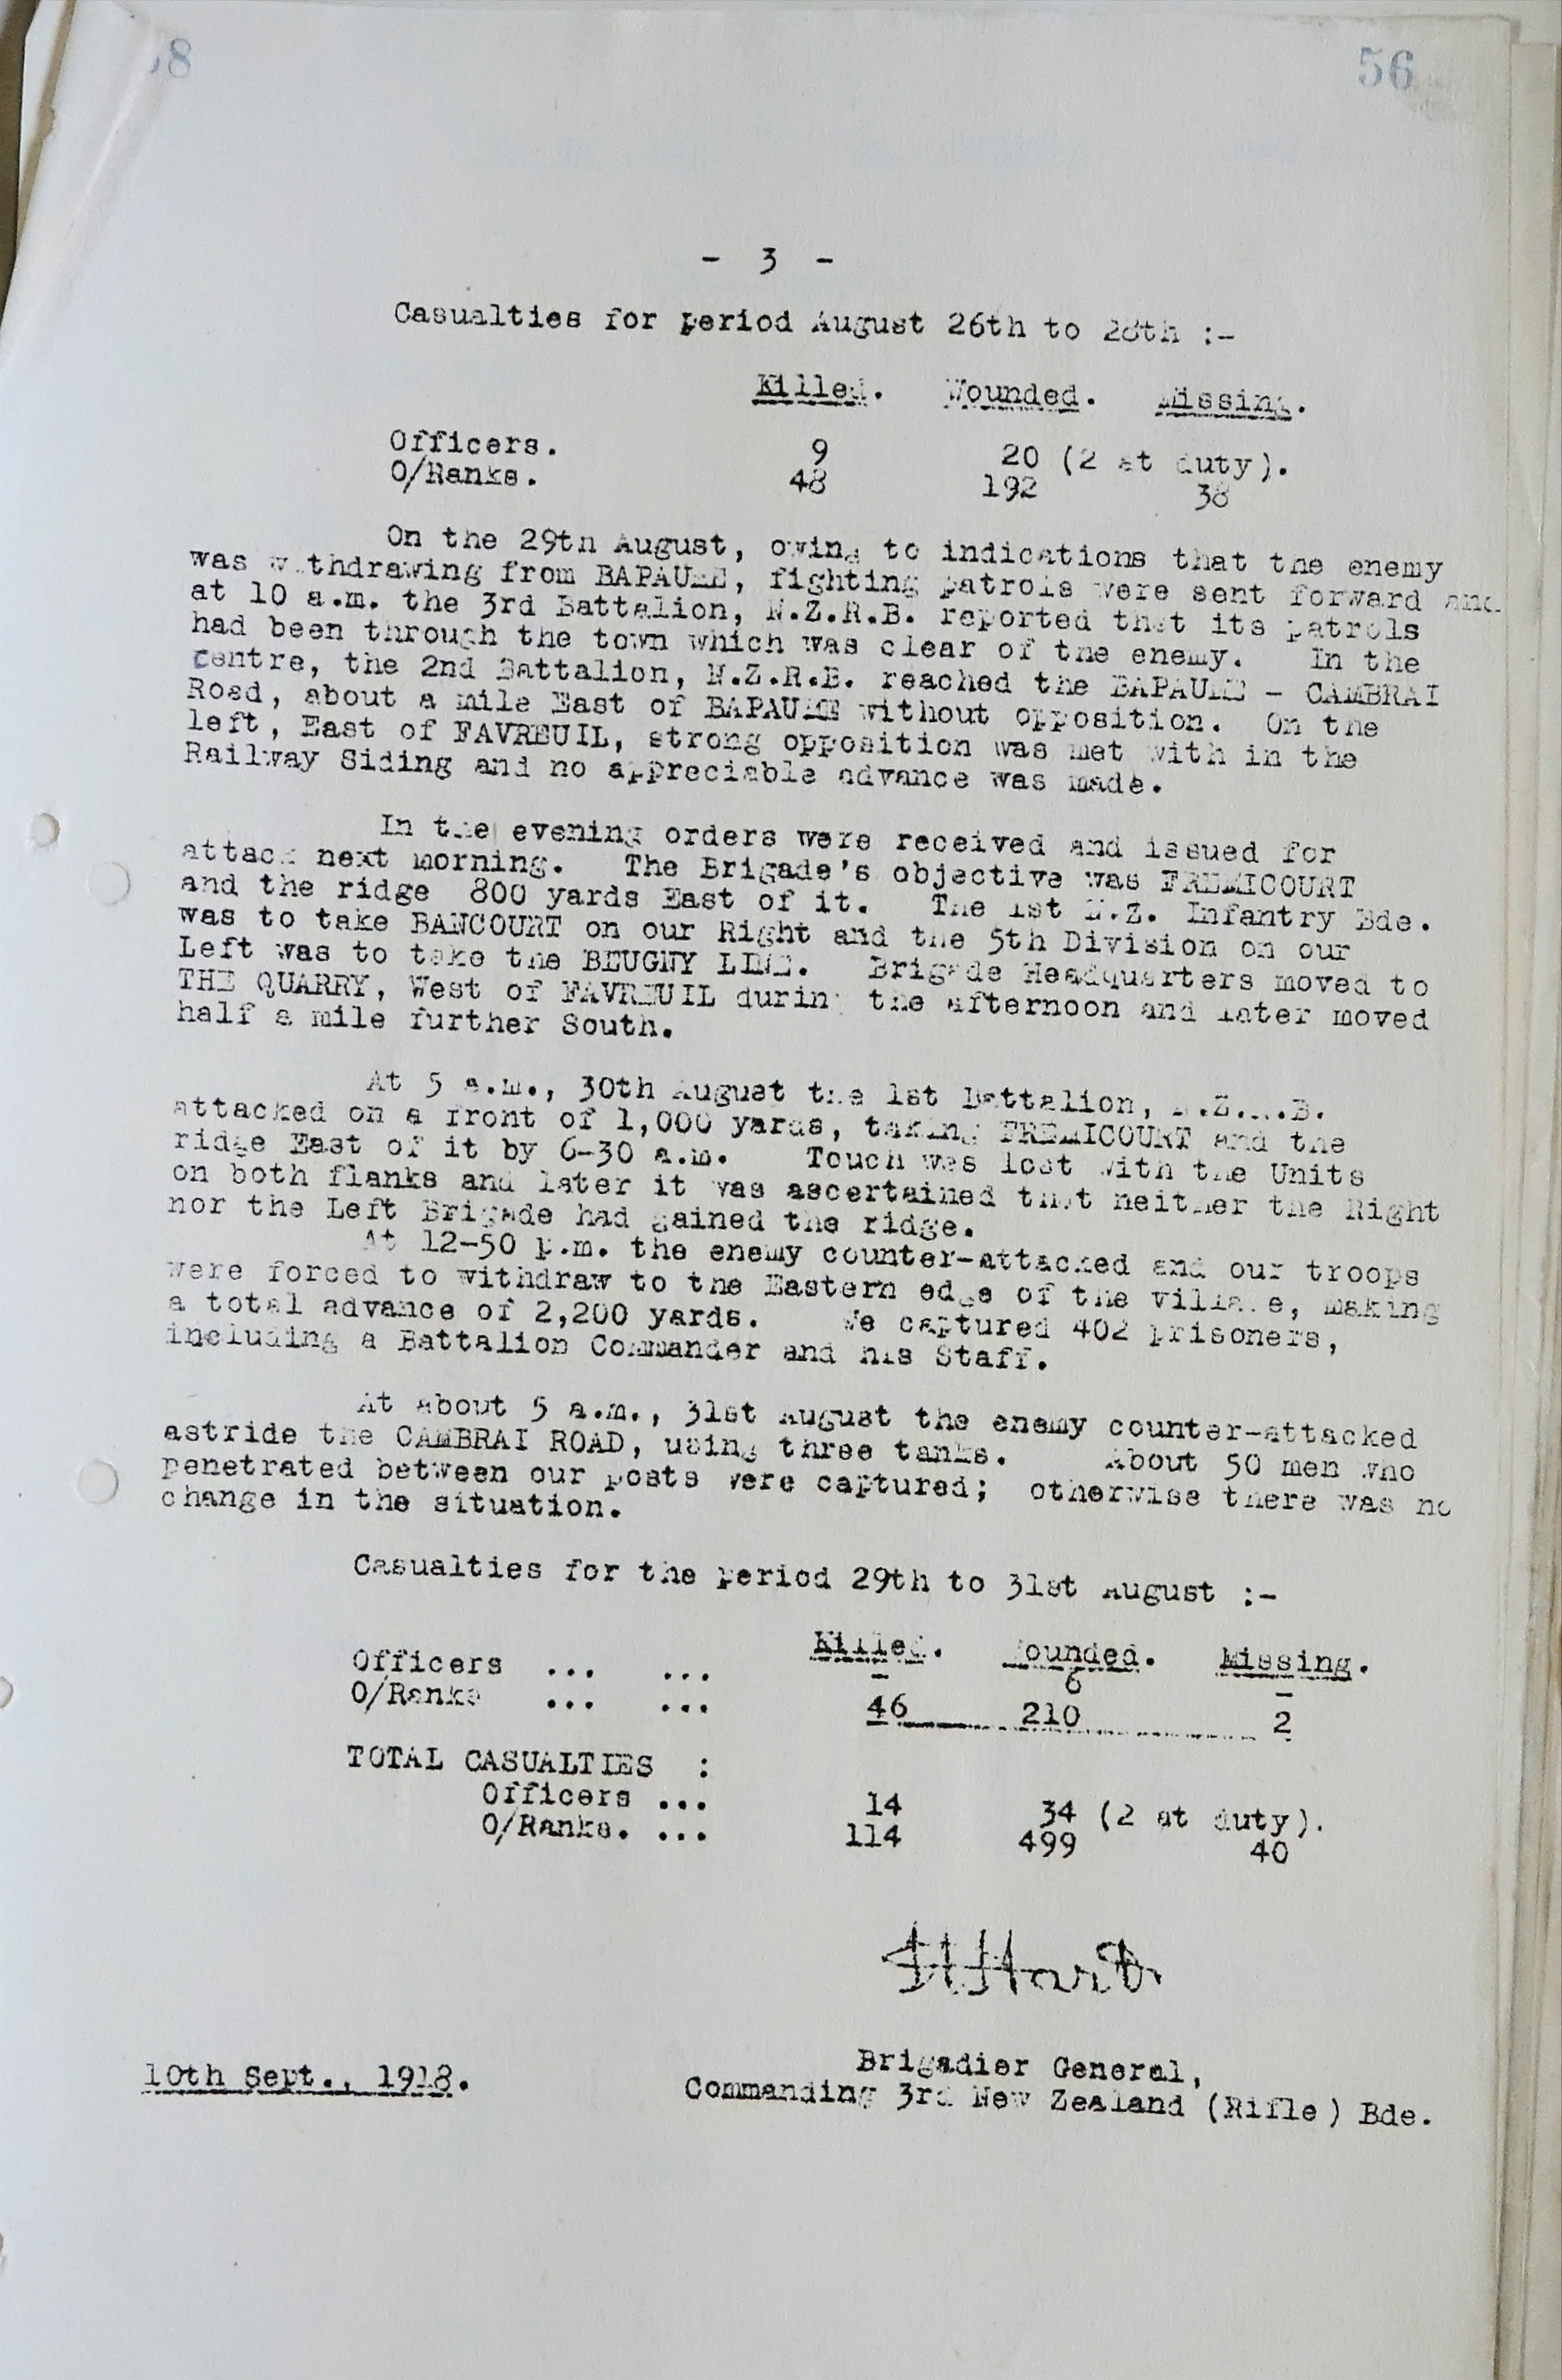 8
56
- 3 -
Casualties for period August 26th to 28th :-
Killed. Wounded. Missing.
Officers. 9 20 (2 at duty).
O/Ranks. 48 192 38
On the 29th August, owing to indications that the enemy
was withdrawing from BAPAUME, fighting patrols were sent forward and
at 10 a.m. the 3rd Battalion, N.Z.R.B. reported that its patrols
had been through the town which was clear of the enemy. In the
centre, the 2nd Battalion, N.Z.R.B. reached the BAPAUME - CAMBRAI
Road, about a mile East of BAPAUME without opposition. On the
left, East of FAVREUIL, strong opposition was met with in the
Railway Siding and no appreciable advance was made.
In the evening orders were received and issued for
attack next morning. The Brigade's objective was FREMICOURT
and the ridge 800 yards East of it. The 1st N.Z. Infantry Bde.
was to take BANCOURT on our Right and the 5th Division on our
Left was to take the BEUGNY LINE. Brigade Headquarters moved to
THE QUARRY, West of FAVREUIL during the afternoon and later moved
half a mile further South.
At 5 a.m., 30th August the 1st Battalion, N.Z.R.B.
attacked on a front of 1,000 yards, taking FREMICOURT and the
ridge East of it by 6-30 a.m. Touch was lost with the Units
on both flanks and later it was ascertained that neither the Right
nor the Left Brigade had gained the ridge.
At 12-50 p.m. the enemy counter-attacked and our troops
were forced to withdraw to the Eastern edge of the village, making
a total advance of 2,200 yards. We captured 402 prisoners,
including a Battalion Commander and his Staff.
At about 5 a.m., 31st August the enemy counter-attacked
astride the CAMBRAI ROAD, using three tanks. About 50 men who
penetrated between our posts were captured; otherwise there was no
change in the situation.
Casualties for the period 29th to 31st August :-
Killed. Wounded. Missing.
Officers ... ... - 6 -
O/Ranks ... ... 46 210 2
TOTAL CASUALTIES :
Officers ... 14 34 (2 at duty).
O/Ranks. ... 114 499 40
Brigadier General,
10th Sept., 1918.
Commanding 3rd New Zealand (Rifle) Bde.